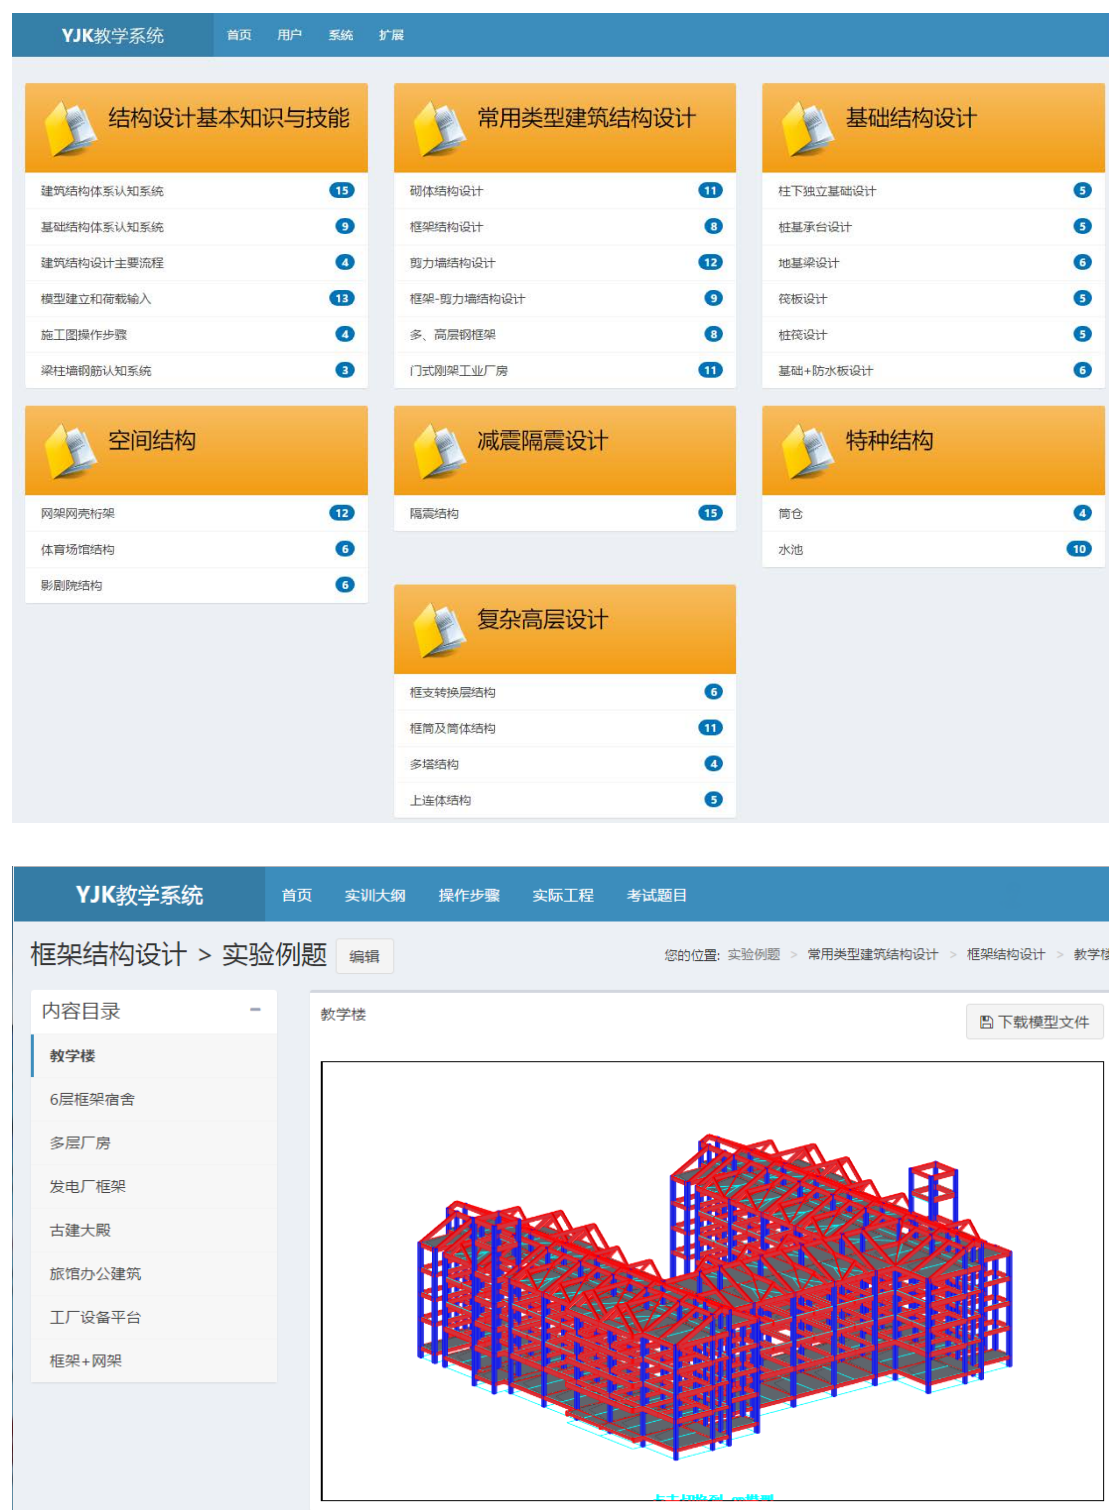 YJK教学系统 首页 用户 系统 扩展
结构设计基本知识与技能
建筑结构体系认知系统 15
基础结构体系认知系统 9
建筑结构设计主要流程 4
模型建立和荷载输入 13
施工图操作步骤 4
梁柱墙钢筋认知系统 3
常用类型建筑结构设计
砌体结构设计 11
框架结构设计 8
剪力墙结构设计 12
框架-剪力墙结构设计 9
多、高层钢框架 8
门式刚架工业厂房 11
基础结构设计
柱下独立基础设计 5
桩基承台设计 5
地基梁设计 6
筏板设计 5
桩筏设计 5
基础+防水板设计 6
空间结构
网架网壳桁架 12
体育场馆结构 6
影剧院结构 6
减震隔震设计
隔震结构 15
特种结构
筒仓 4
水池 10
复杂高层设计
框支转换层结构 6
框筒及筒体结构 11
多塔结构 4
上连体结构 5
YJK教学系统 首页 实训大纲 操作步骤 实际工程 考试题目
框架结构设计 > 实验例题 编辑
您的位置: 实验例题 > 常用类型建筑结构设计 > 框架结构设计 > 教学楼
内容目录 −
教学楼
6层框架宿舍
多层厂房
发电厂框架
古建大殿
旅馆办公建筑
工厂设备平台
框架+网架
教学楼
下载模型文件